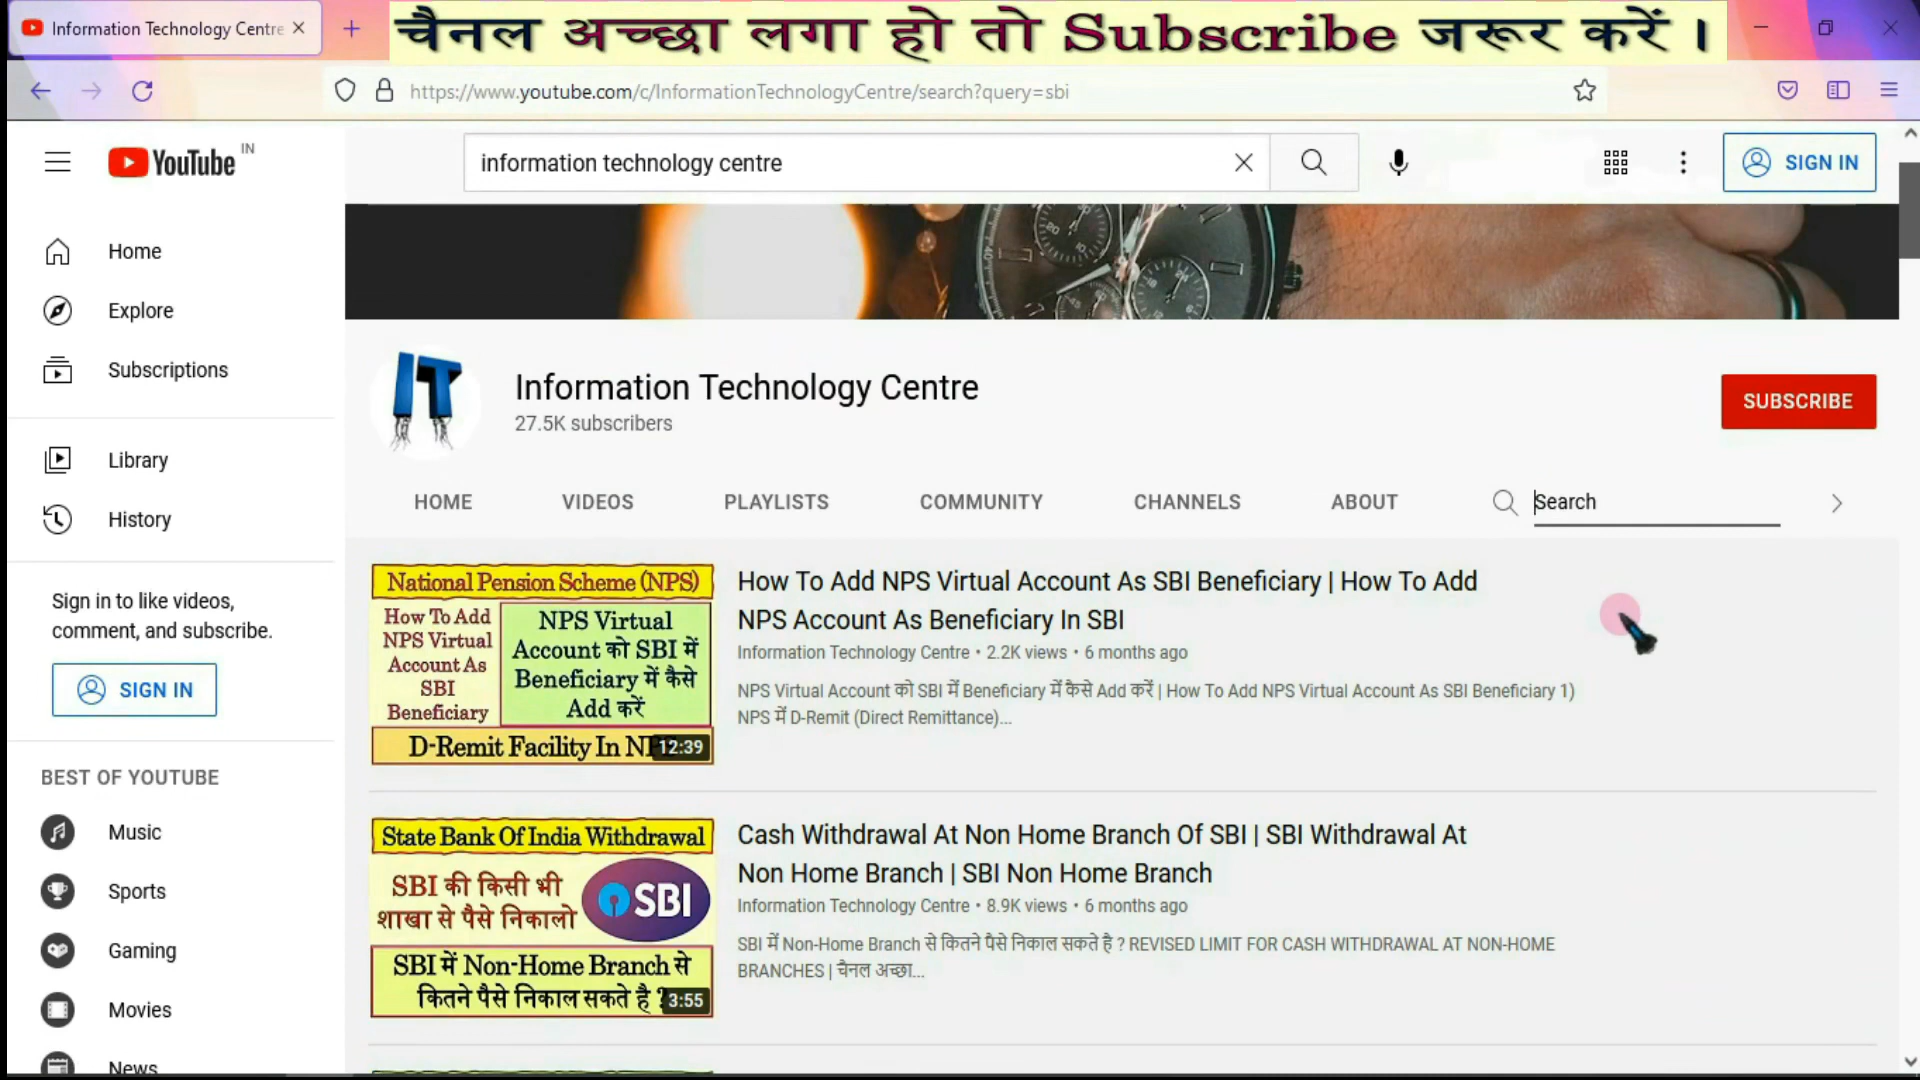 Information Technology Centre
चैनल अच्छा लगा हो तो Subscribe जरूर करें ।
https://www.youtube.com/c/InformationTechnologyCentre/search?query=sbi
YouTube IN
information technology centre
SIGN IN
Home
Explore
Subscriptions
Library
History
Sign in to like videos,
comment, and subscribe.
SIGN IN
BEST OF YOUTUBE
Music
Sports
Gaming
Movies
News
IT
Information Technology Centre
27.5K subscribers
SUBSCRIBE
HOME VIDEOS PLAYLISTS COMMUNITY CHANNELS ABOUT Search
National Pension Scheme (NPS)
How To Add
NPS Virtual
Account As
SBI
Beneficiary
NPS Virtual
Account को SBI में
Beneficiary में कैसे
Add करें
D-Remit Facility In
12:39
How To Add NPS Virtual Account As SBI Beneficiary | How To Add
NPS Account As Beneficiary In SBI
Information Technology Centre • 2.2K views • 6 months ago
NPS Virtual Account को SBI में Beneficiary में कैसे Add करें | How To Add NPS Virtual Account As SBI Beneficiary 1)
NPS में D-Remit (Direct Remittance)...
State Bank Of India Withdrawal
SBI की किसी भी
शाखा से पैसे निकालो
SBI
SBI में Non-Home Branch से
कितने पैसे निकाल सकते है ?
3:55
Cash Withdrawal At Non Home Branch Of SBI | SBI Withdrawal At
Non Home Branch | SBI Non Home Branch
Information Technology Centre • 8.9K views • 6 months ago
SBI में Non-Home Branch से कितने पैसे निकाल सकते है ? REVISED LIMIT FOR CASH WITHDRAWAL AT NON-HOME
BRANCHES | चैनल अच्छा...